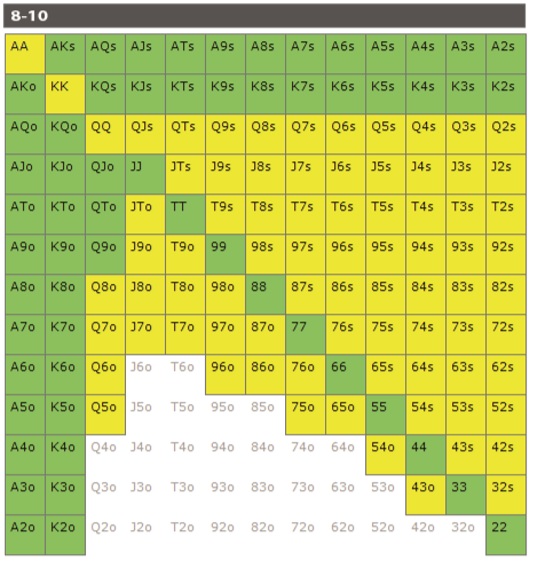 8-10
AA AKs AQs AJs ATs A9s A8s A7s A6s A5s A4s A3s A2s
AKo KK KQs KJs KTs K9s K8s K7s K6s K5s K4s K3s K2s
AQo KQo QQ QJs QTs Q9s Q8s Q7s Q6s Q5s Q4s Q3s Q2s
AJo KJo QJo JJ JTs J9s J8s J7s J6s J5s J4s J3s J2s
ATo KTo QTo JTo TT T9s T8s T7s T6s T5s T4s T3s T2s
A9o K9o Q9o J9o T9o 99 98s 97s 96s 95s 94s 93s 92s
A8o K8o Q8o J8o T8o 98o 88 87s 86s 85s 84s 83s 82s
A7o K7o Q7o J7o T7o 97o 87o 77 76s 75s 74s 73s 72s
A6o K6o Q6o J6o T6o 96o 86o 76o 66 65s 64s 63s 62s
A5o K5o Q5o J5o T5o 95o 85o 75o 65o 55 54s 53s 52s
A4o K4o Q4o J4o T4o 94o 84o 74o 64o 54o 44 43s 42s
A3o K3o Q3o J3o T3o 93o 83o 73o 63o 53o 43o 33 32s
A2o K2o Q2o J2o T2o 92o 82o 72o 62o 52o 42o 32o 22